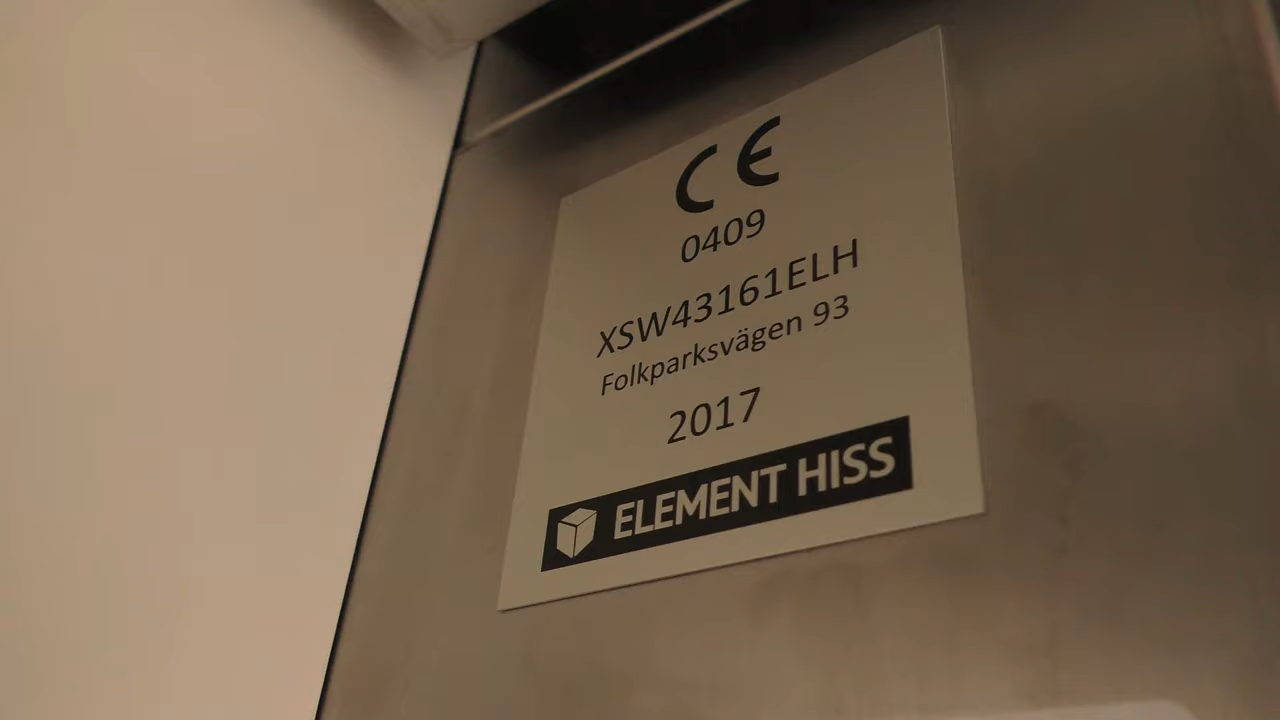 CE
0409
XSW43161ELH
Folkparksvägen 93
2017
ELEMENT HISS